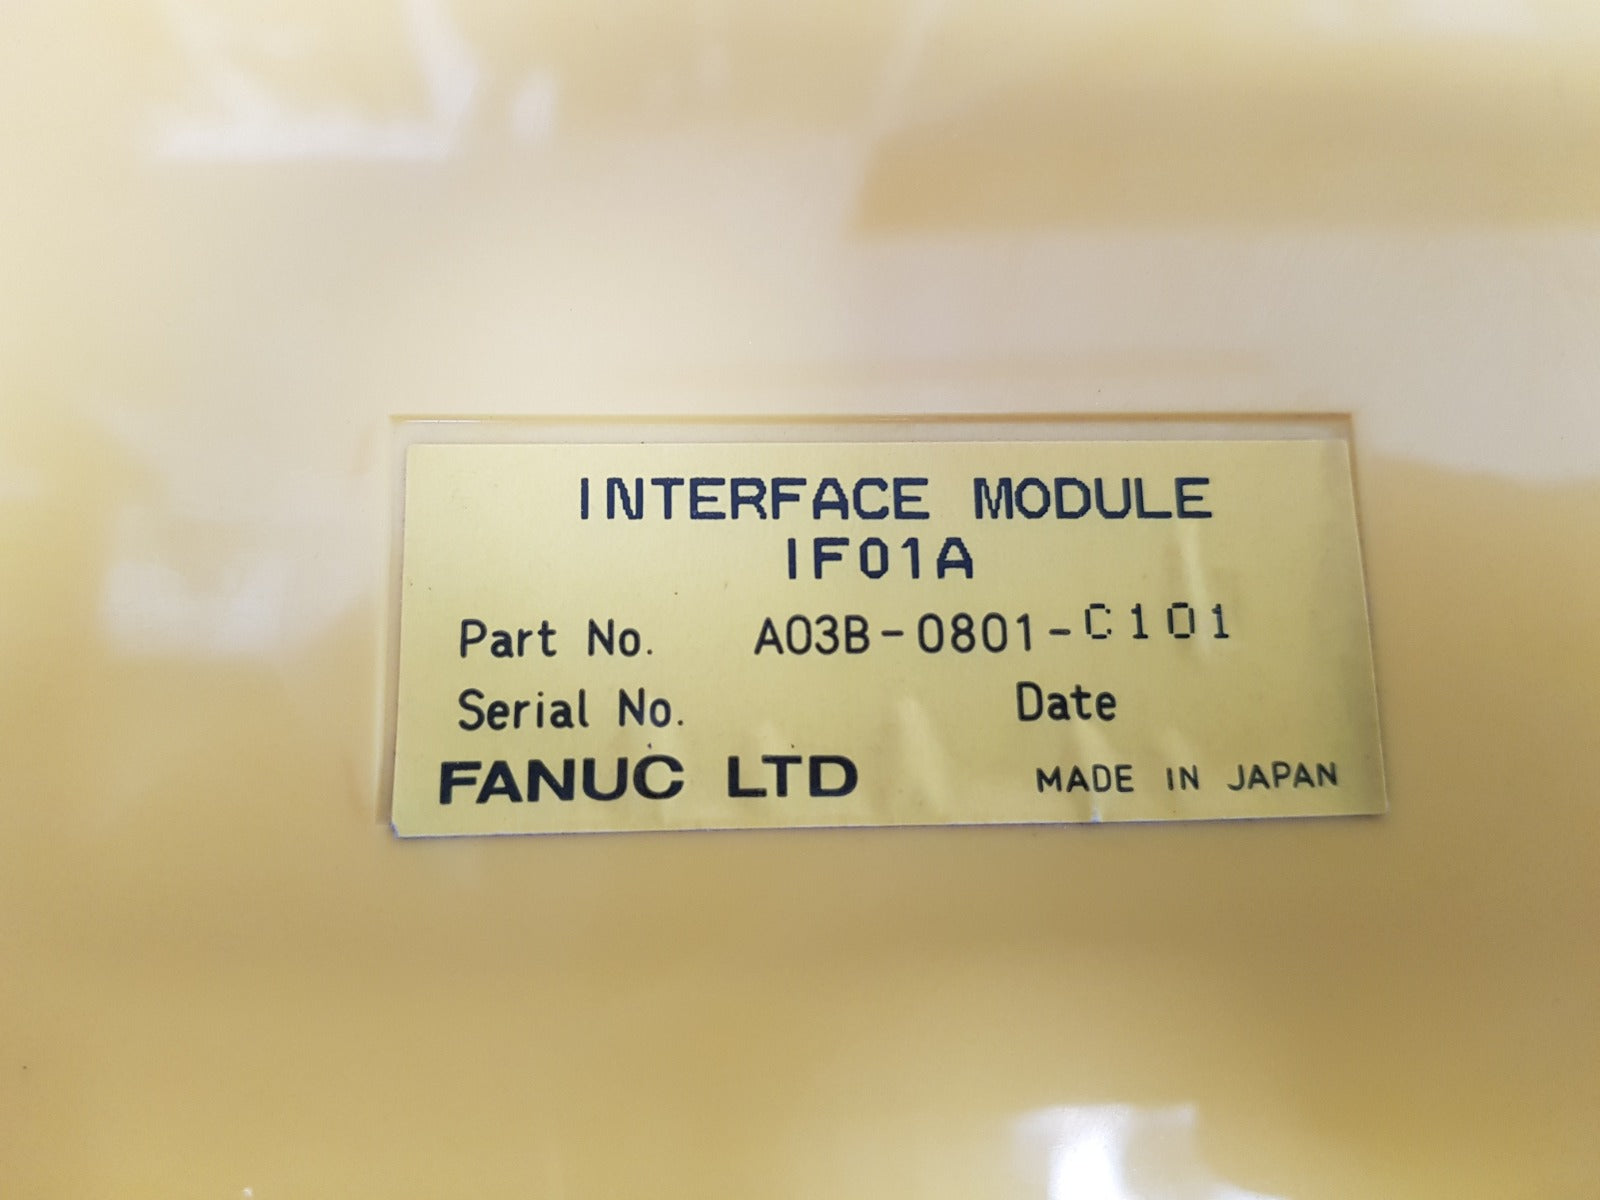 INTERFACE MODULE
IF01A
Part No. A03B-0801-C101
Serial No. Date
FANUC LTD MADE IN JAPAN